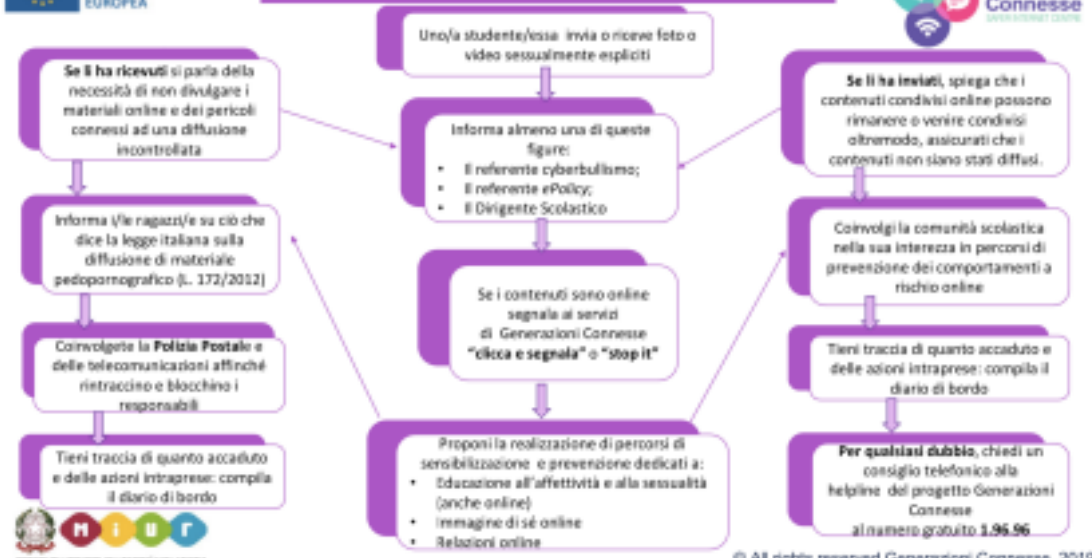 EUROPEA
Connesse
SAFER INTERNET CENTRE
Uno/a studente/essa invia o riceve foto o
video sessualmente espliciti
Se li ha ricevuti si parla della
necessità di non divulgare i
materiali online e dei pericoli
connessi ad una diffusione
incontrollata
Informa i/le ragazzi/e su ciò che
dice la legge italiana sulla
diffusione di materiale
pedopornografico (L. 172/2012)
Coinvolgete la Polizia Postale e
delle telecomunicazioni affinché
rintraccino e blocchino i
responsabili
Tieni traccia di quanto accaduto
e delle azioni intraprese: compila
il diario di bordo
Informa almeno una di queste
figure:
• Il referente cyberbullismo;
• Il referente ePolicy;
• Il Dirigente Scolastico
Se i contenuti sono online
segnala ai servizi
di Generazioni Connesse
"clicca e segnala" o "stop it"
Proponi la realizzazione di percorsi di
sensibilizzazione e prevenzione dedicati a:
• Educazione all'affettività e alla sessualità
(anche online)
• Immagine di sé online
• Relazioni online
Se li ha inviati, spiega che i
contenuti condivisi online possono
rimanere o venire condivisi
oltremodo, assicurati che i
contenuti non siano stati diffusi.
Coinvolgi la comunità scolastica
nella sua interezza in percorsi di
prevenzione dei comportamenti a
rischio online
Tieni traccia di quanto accaduto e
delle azioni intraprese: compila il
diario di bordo
Per qualsiasi dubbio, chiedi un
consiglio telefonico alla
helpline del progetto Generazioni
Connesse
al numero gratuito 1.96.96
MIUR
© All rights reserved Generazioni Connesse